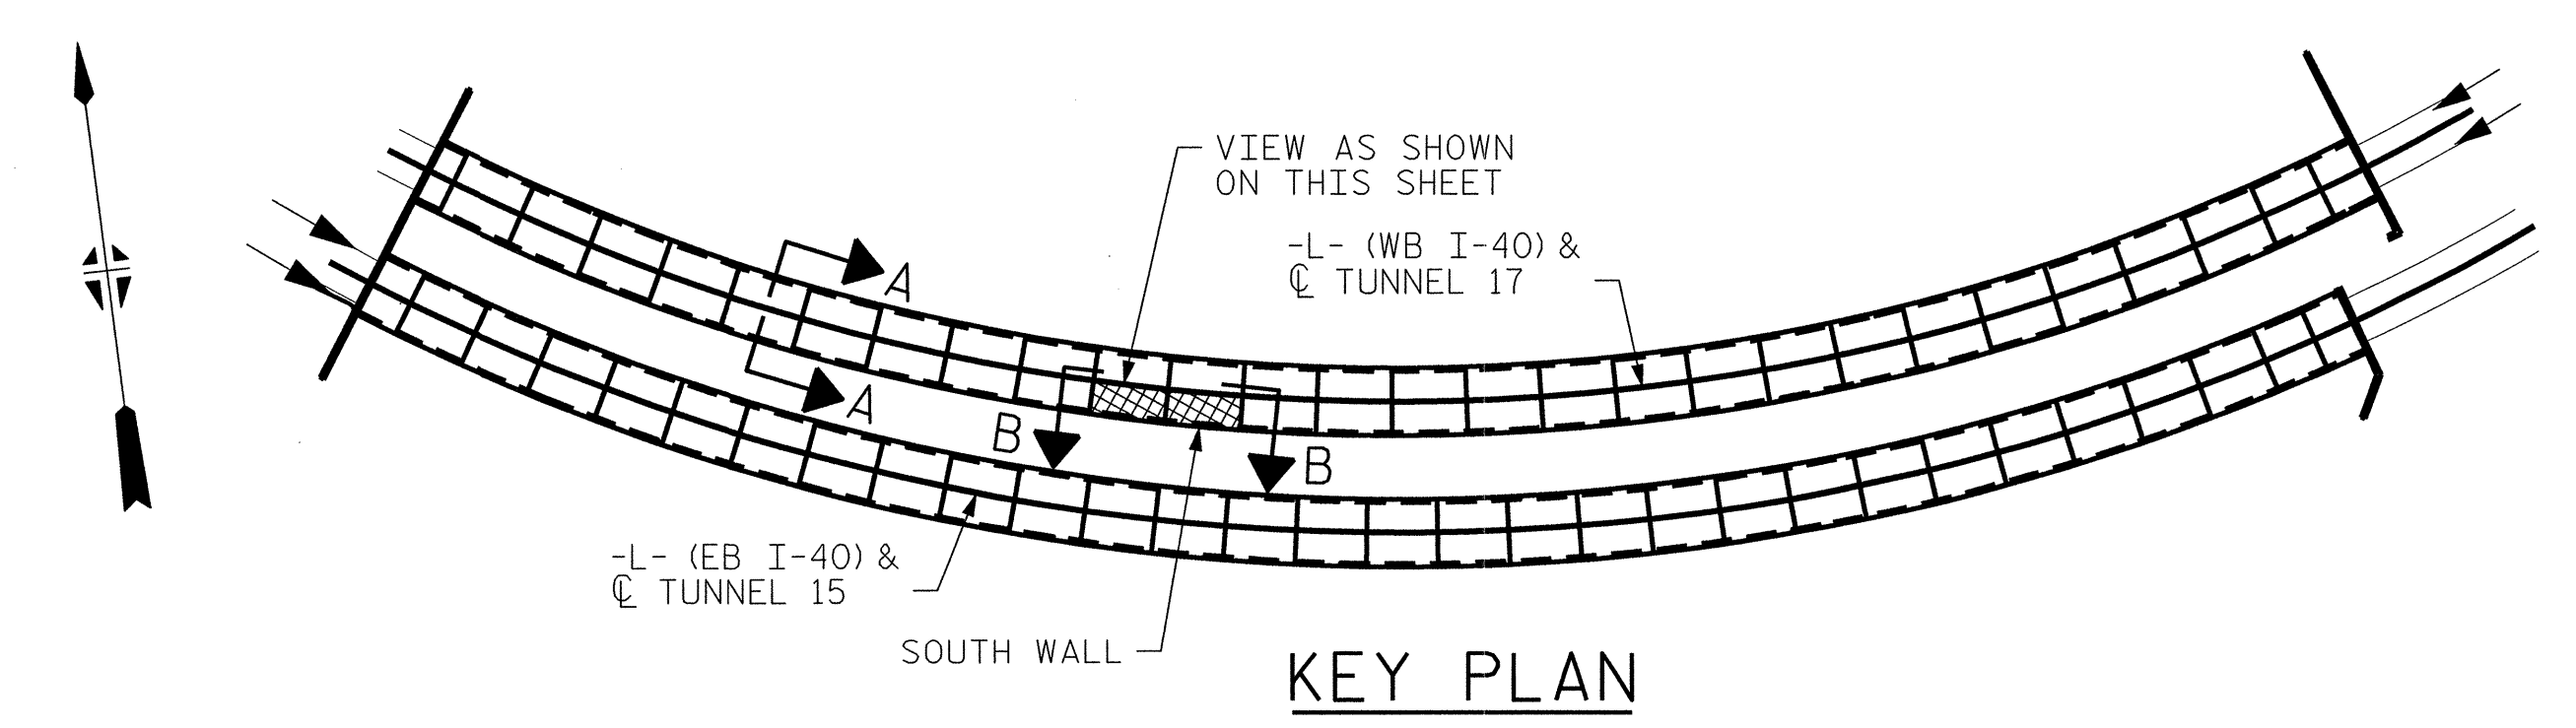 VIEW AS SHOWN
ON THIS SHEET
-L- (WB I-40) &
℄ TUNNEL 17
A
A
B
B
-L- (EB I-40) &
℄ TUNNEL 15
SOUTH WALL
KEY PLAN